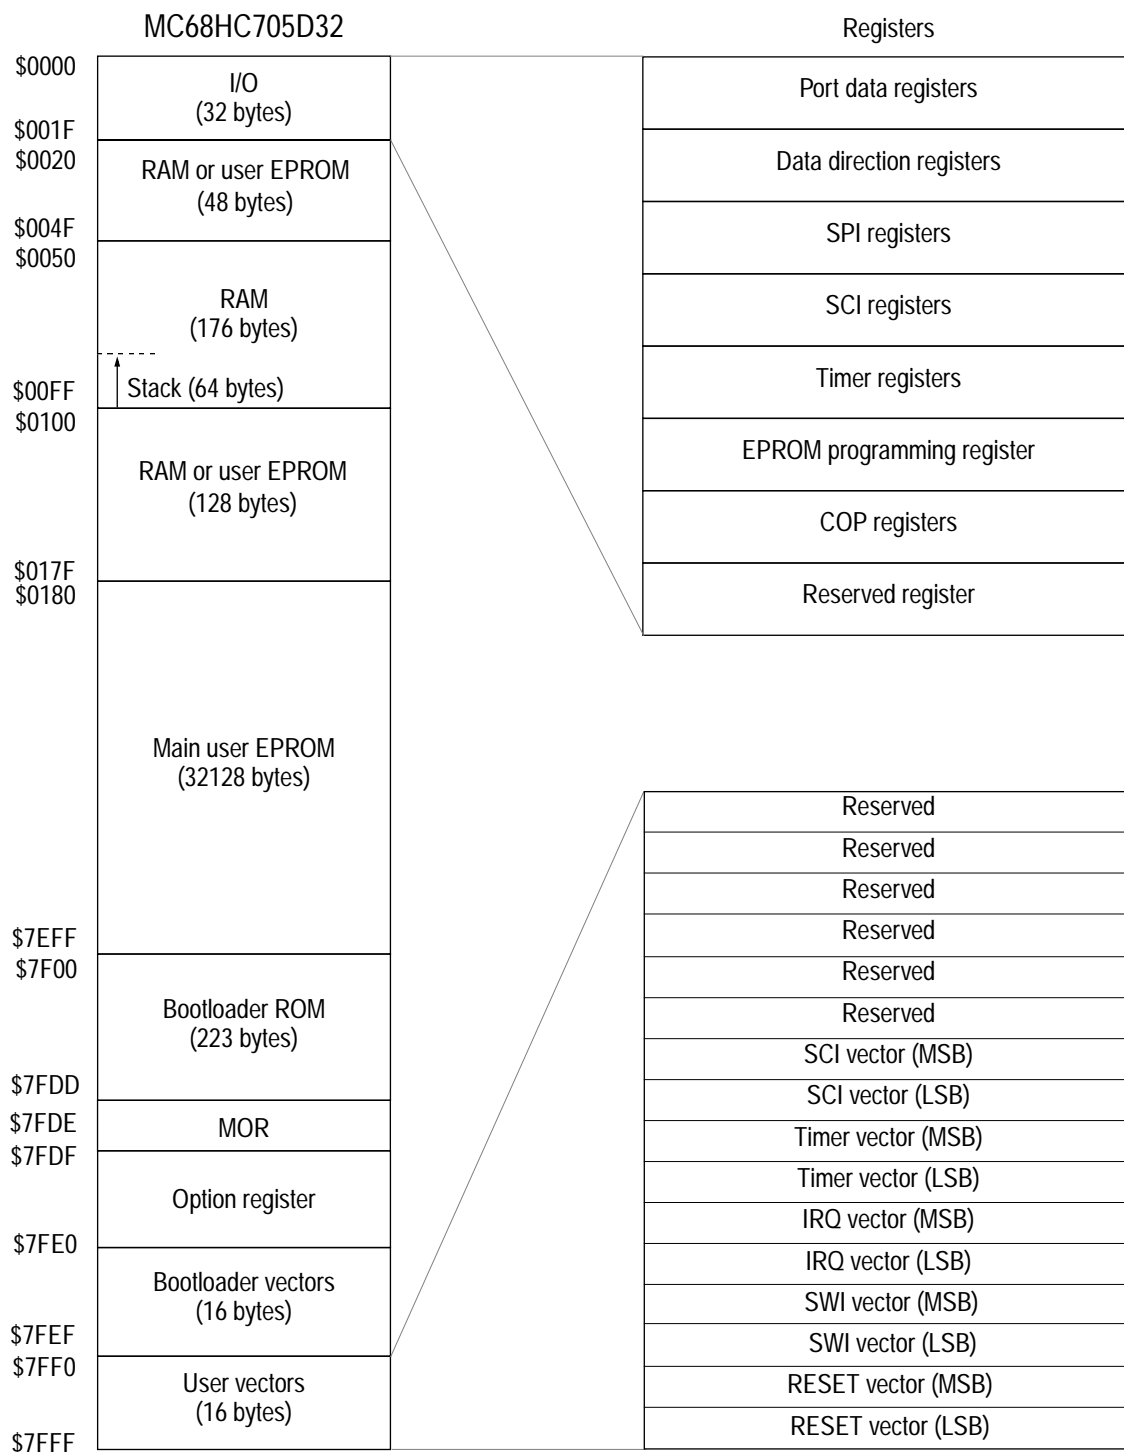 MC68HC705D32
$0000
I/O
(32 bytes)
$001F
$0020
RAM or user EPROM
(48 bytes)
$004F
$0050
RAM
(176 bytes)
Stack (64 bytes)
$00FF
$0100
RAM or user EPROM
(128 bytes)
$017F
$0180
Main user EPROM
(32128 bytes)
$7EFF
$7F00
Bootloader ROM
(223 bytes)
$7FDD
$7FDE
MOR
$7FDF
Option register
$7FE0
Bootloader vectors
(16 bytes)
$7FEF
$7FF0
User vectors
(16 bytes)
$7FFF
Registers
Port data registers
Data direction registers
SPI registers
SCI registers
Timer registers
EPROM programming register
COP registers
Reserved register
Reserved
Reserved
Reserved
Reserved
Reserved
Reserved
SCI vector (MSB)
SCI vector (LSB)
Timer vector (MSB)
Timer vector (LSB)
IRQ vector (MSB)
IRQ vector (LSB)
SWI vector (MSB)
SWI vector (LSB)
RESET vector (MSB)
RESET vector (LSB)